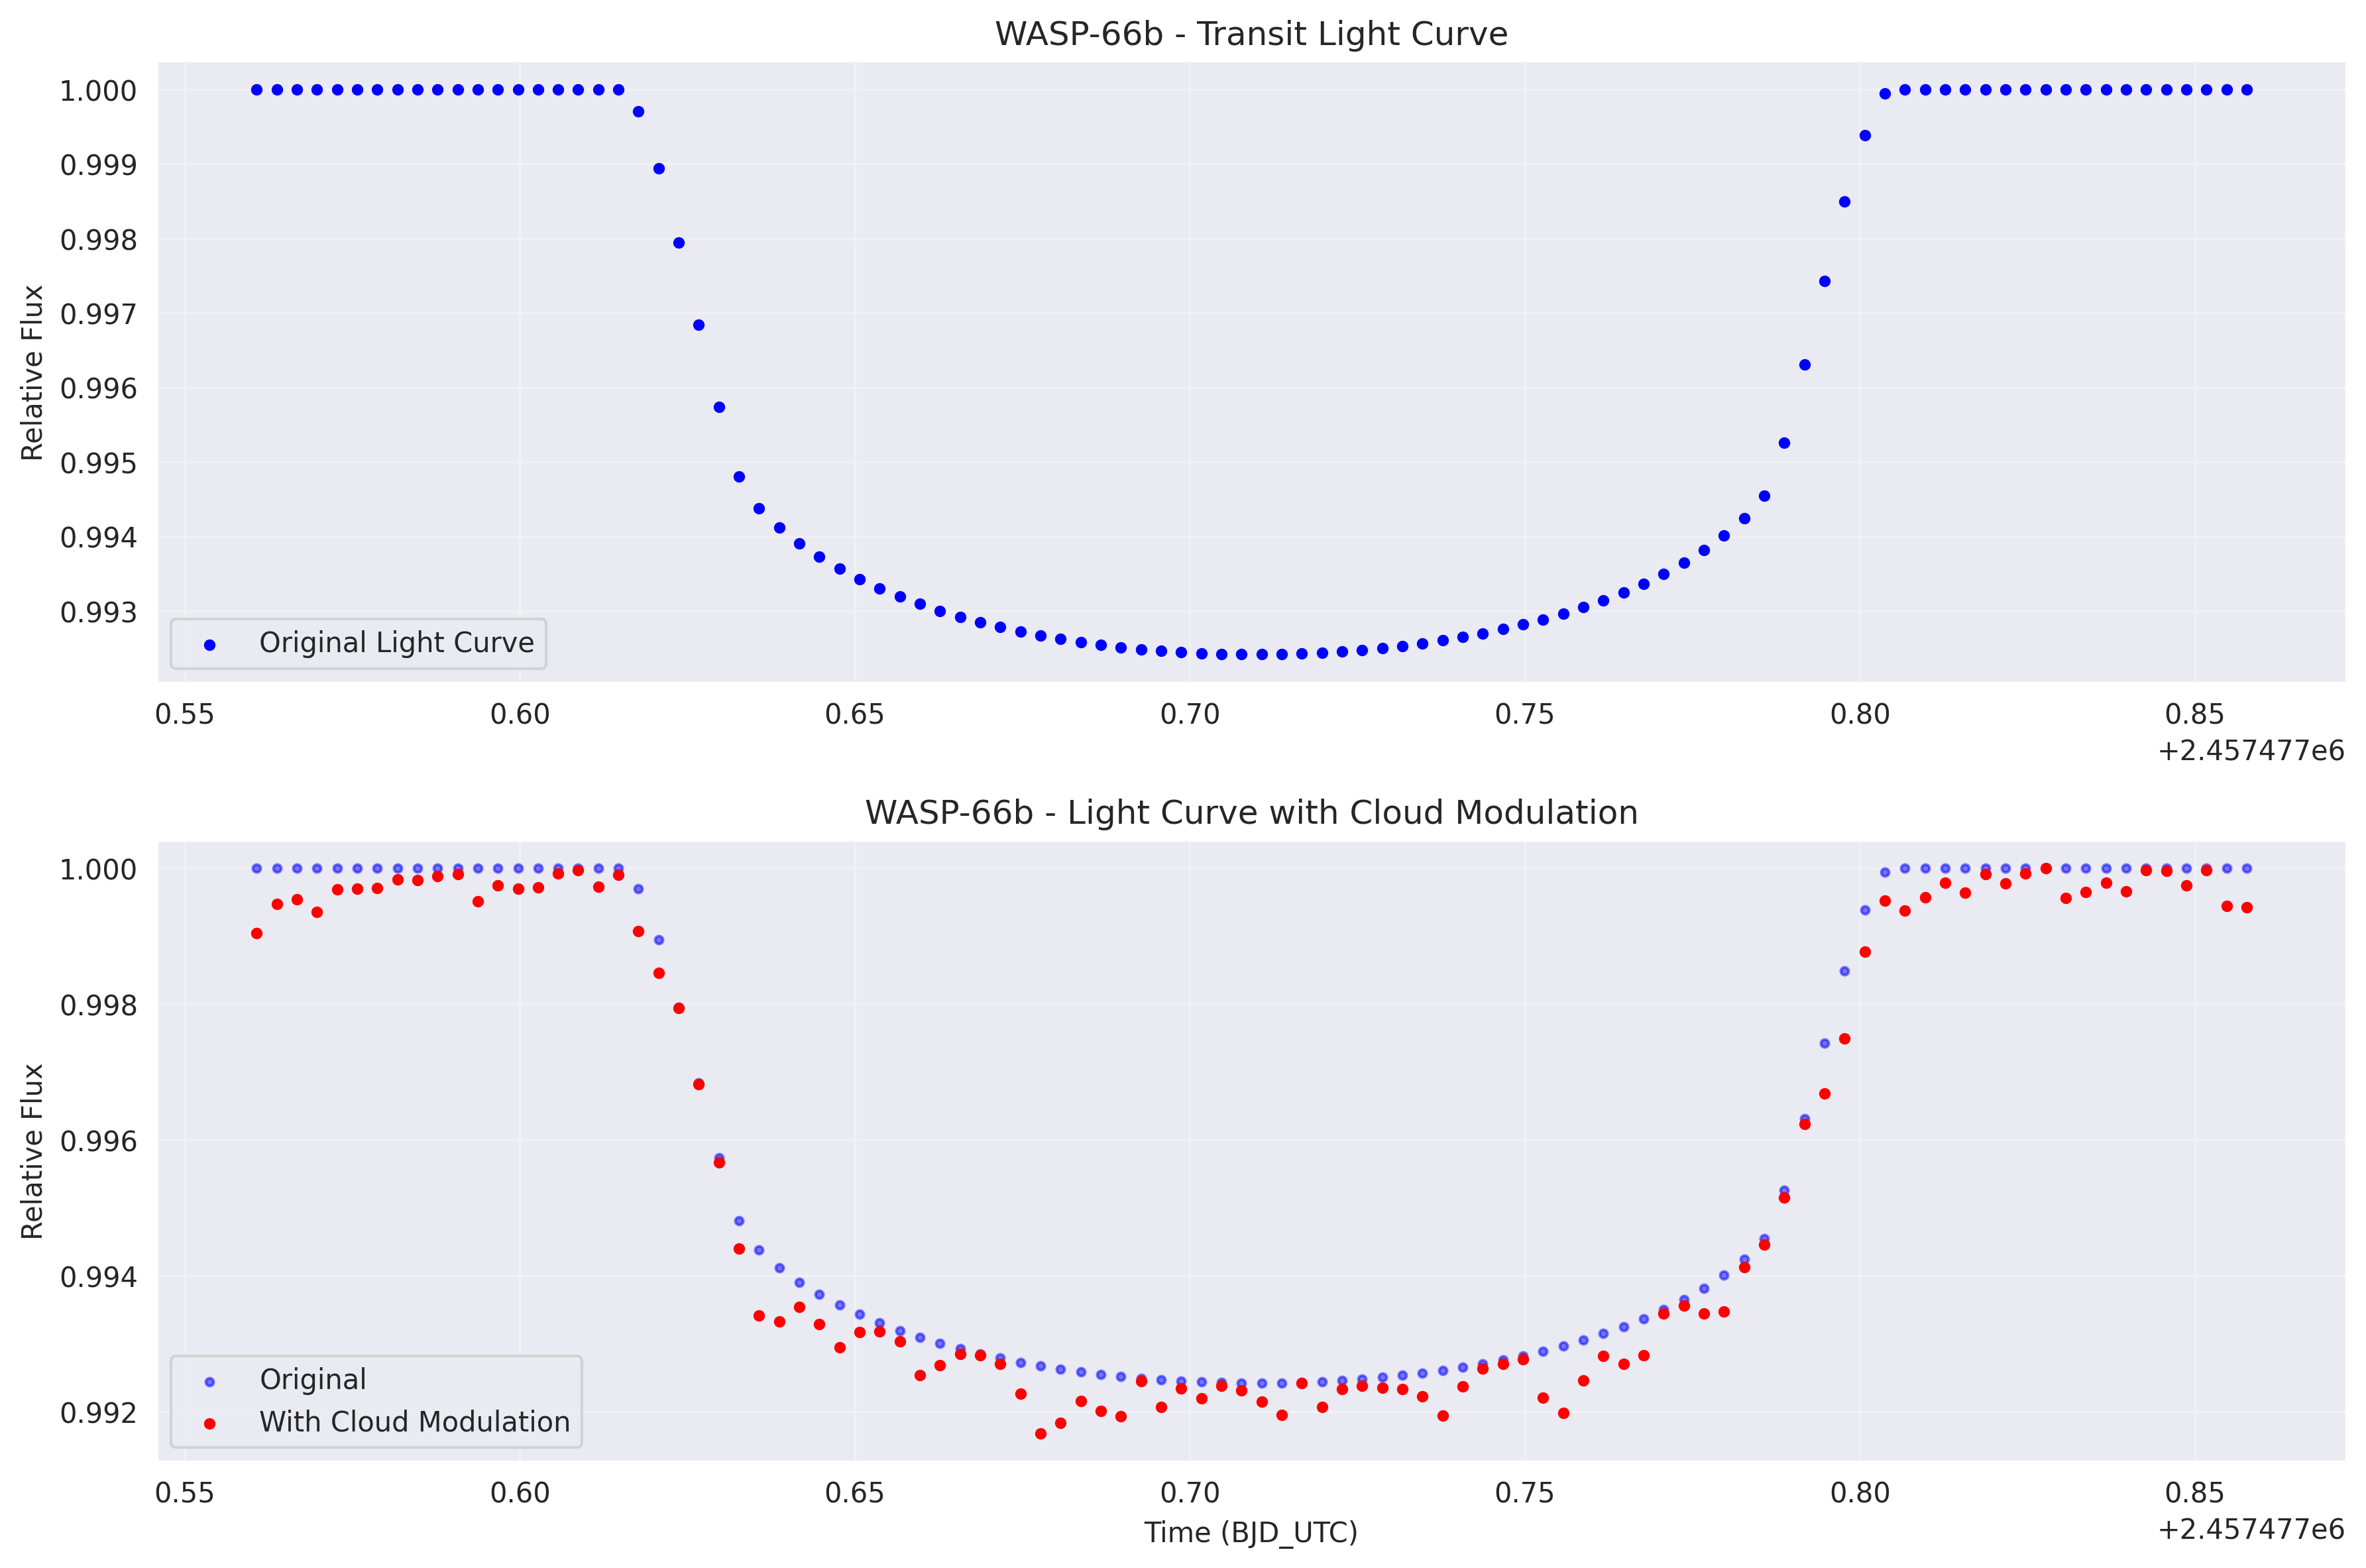 WASP-66b - Transit Light Curve
Relative Flux
1.000
0.999
0.998
0.997
0.996
0.995
0.994
0.993
Original Light Curve
0.55 0.60 0.65 0.70 0.75 0.80 0.85
+2.457477e6
WASP-66b - Light Curve with Cloud Modulation
Relative Flux
1.000
0.998
0.996
0.994
0.992
Original
With Cloud Modulation
0.55 0.60 0.65 0.70 0.75 0.80 0.85
Time (BJD_UTC)
+2.457477e6